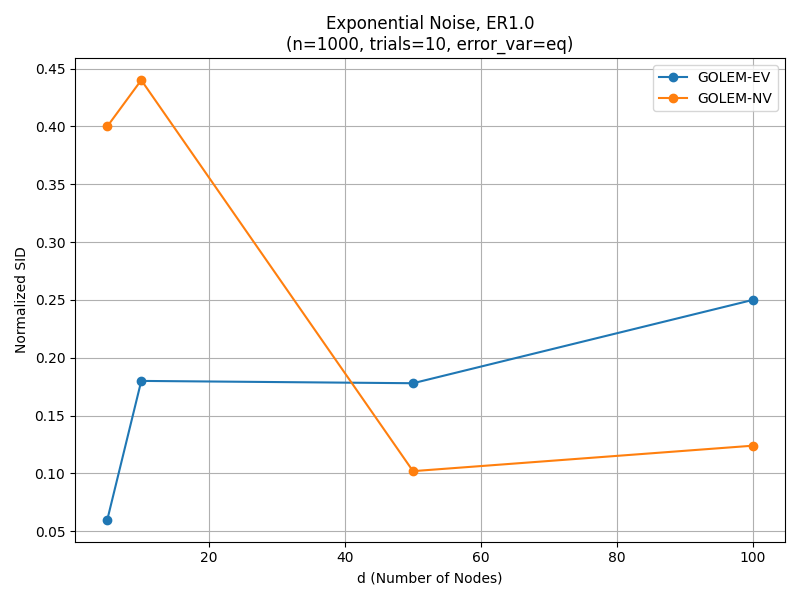 Exponential Noise, ER1.0
(n=1000, trials=10, error_var=eq)
GOLEM-EV
GOLEM-NV
Normalized SID
0.45
0.40
0.35
0.30
0.25
0.20
0.15
0.10
0.05
20
40
60
80
100
d (Number of Nodes)